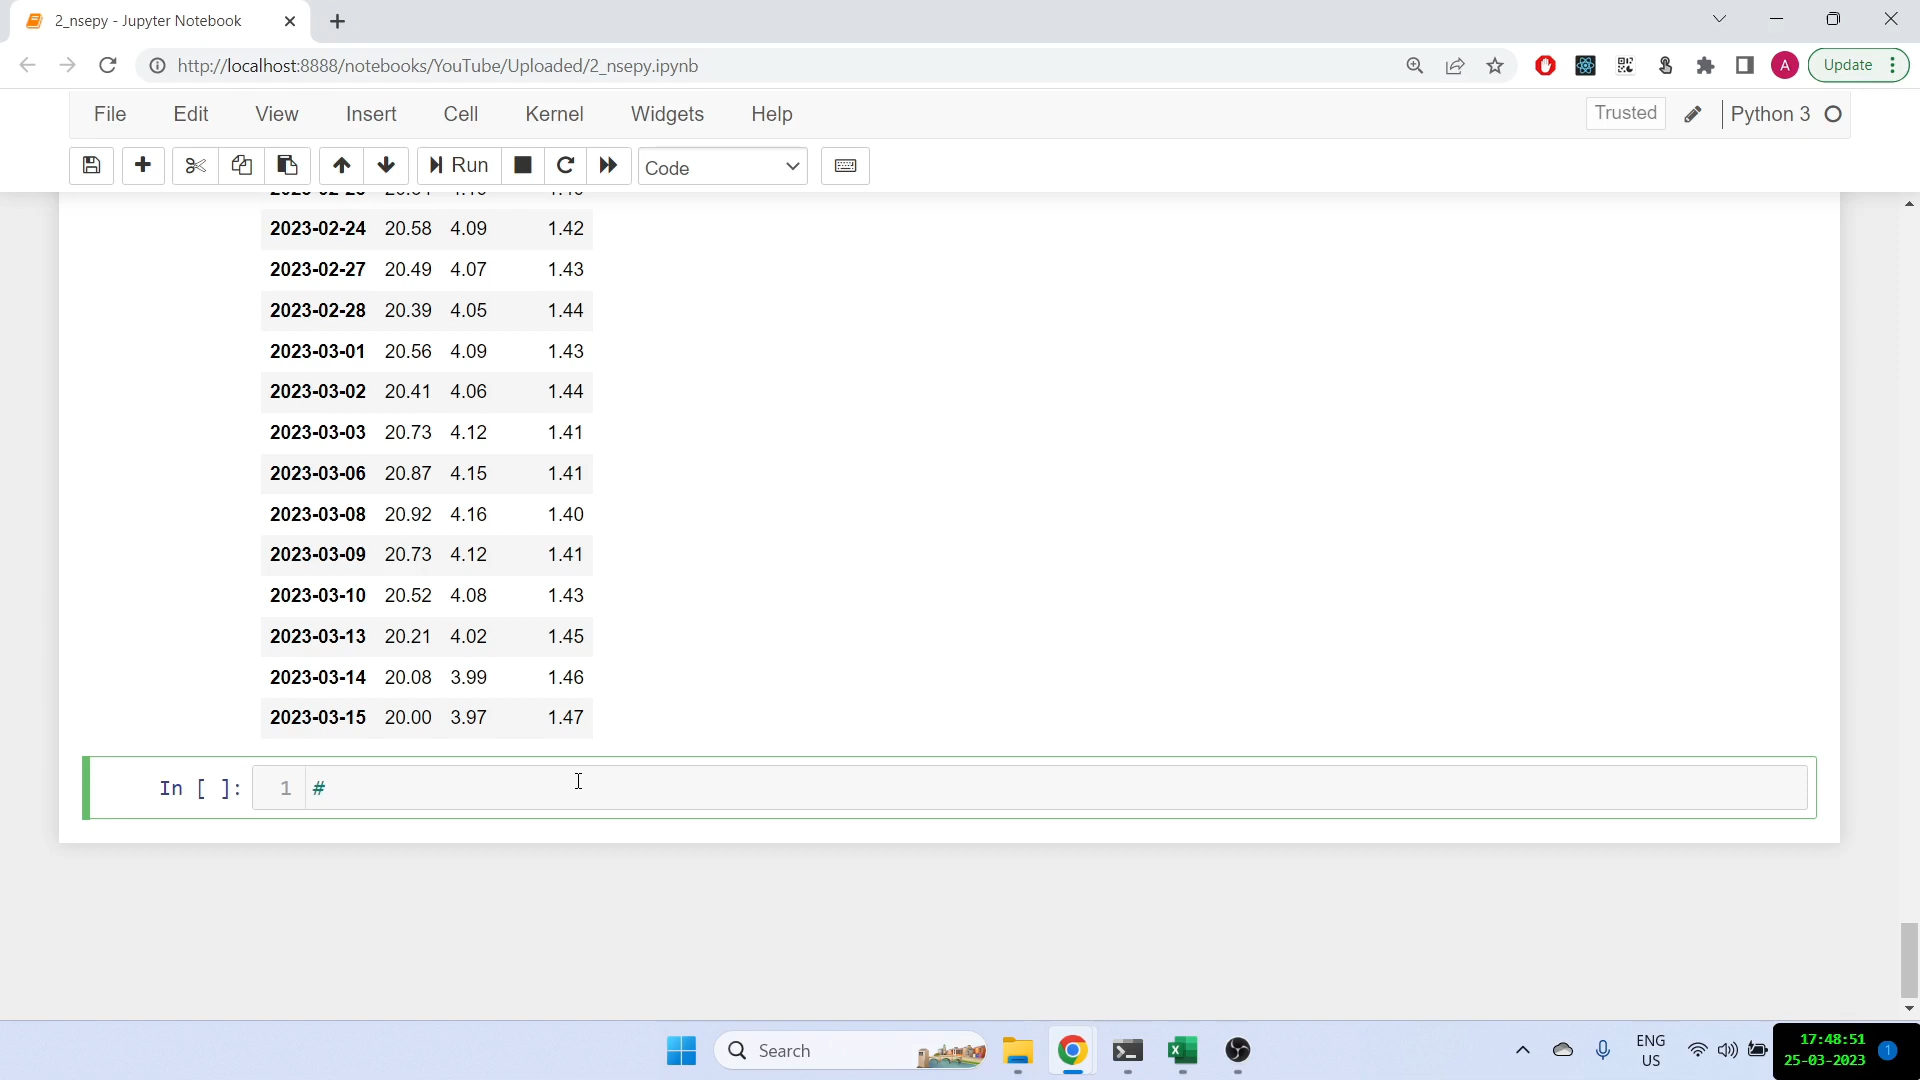 2_nsepy - Jupyter Notebook
http://localhost:8888/notebooks/YouTube/Uploaded/2_nsepy.ipynb
A
Update
File Edit View Insert Cell Kernel Widgets Help
Trusted
Python 3
Run
Code
2023-02-24 20.58 4.09 1.42
2023-02-27 20.49 4.07 1.43
2023-02-28 20.39 4.05 1.44
2023-03-01 20.56 4.09 1.43
2023-03-02 20.41 4.06 1.44
2023-03-03 20.73 4.12 1.41
2023-03-06 20.87 4.15 1.41
2023-03-08 20.92 4.16 1.40
2023-03-09 20.73 4.12 1.41
2023-03-10 20.52 4.08 1.43
2023-03-13 20.21 4.02 1.45
2023-03-14 20.08 3.99 1.46
2023-03-15 20.00 3.97 1.47
In [ ]: 1 #
Search
ENG
US
17:48:51
25-03-2023
1